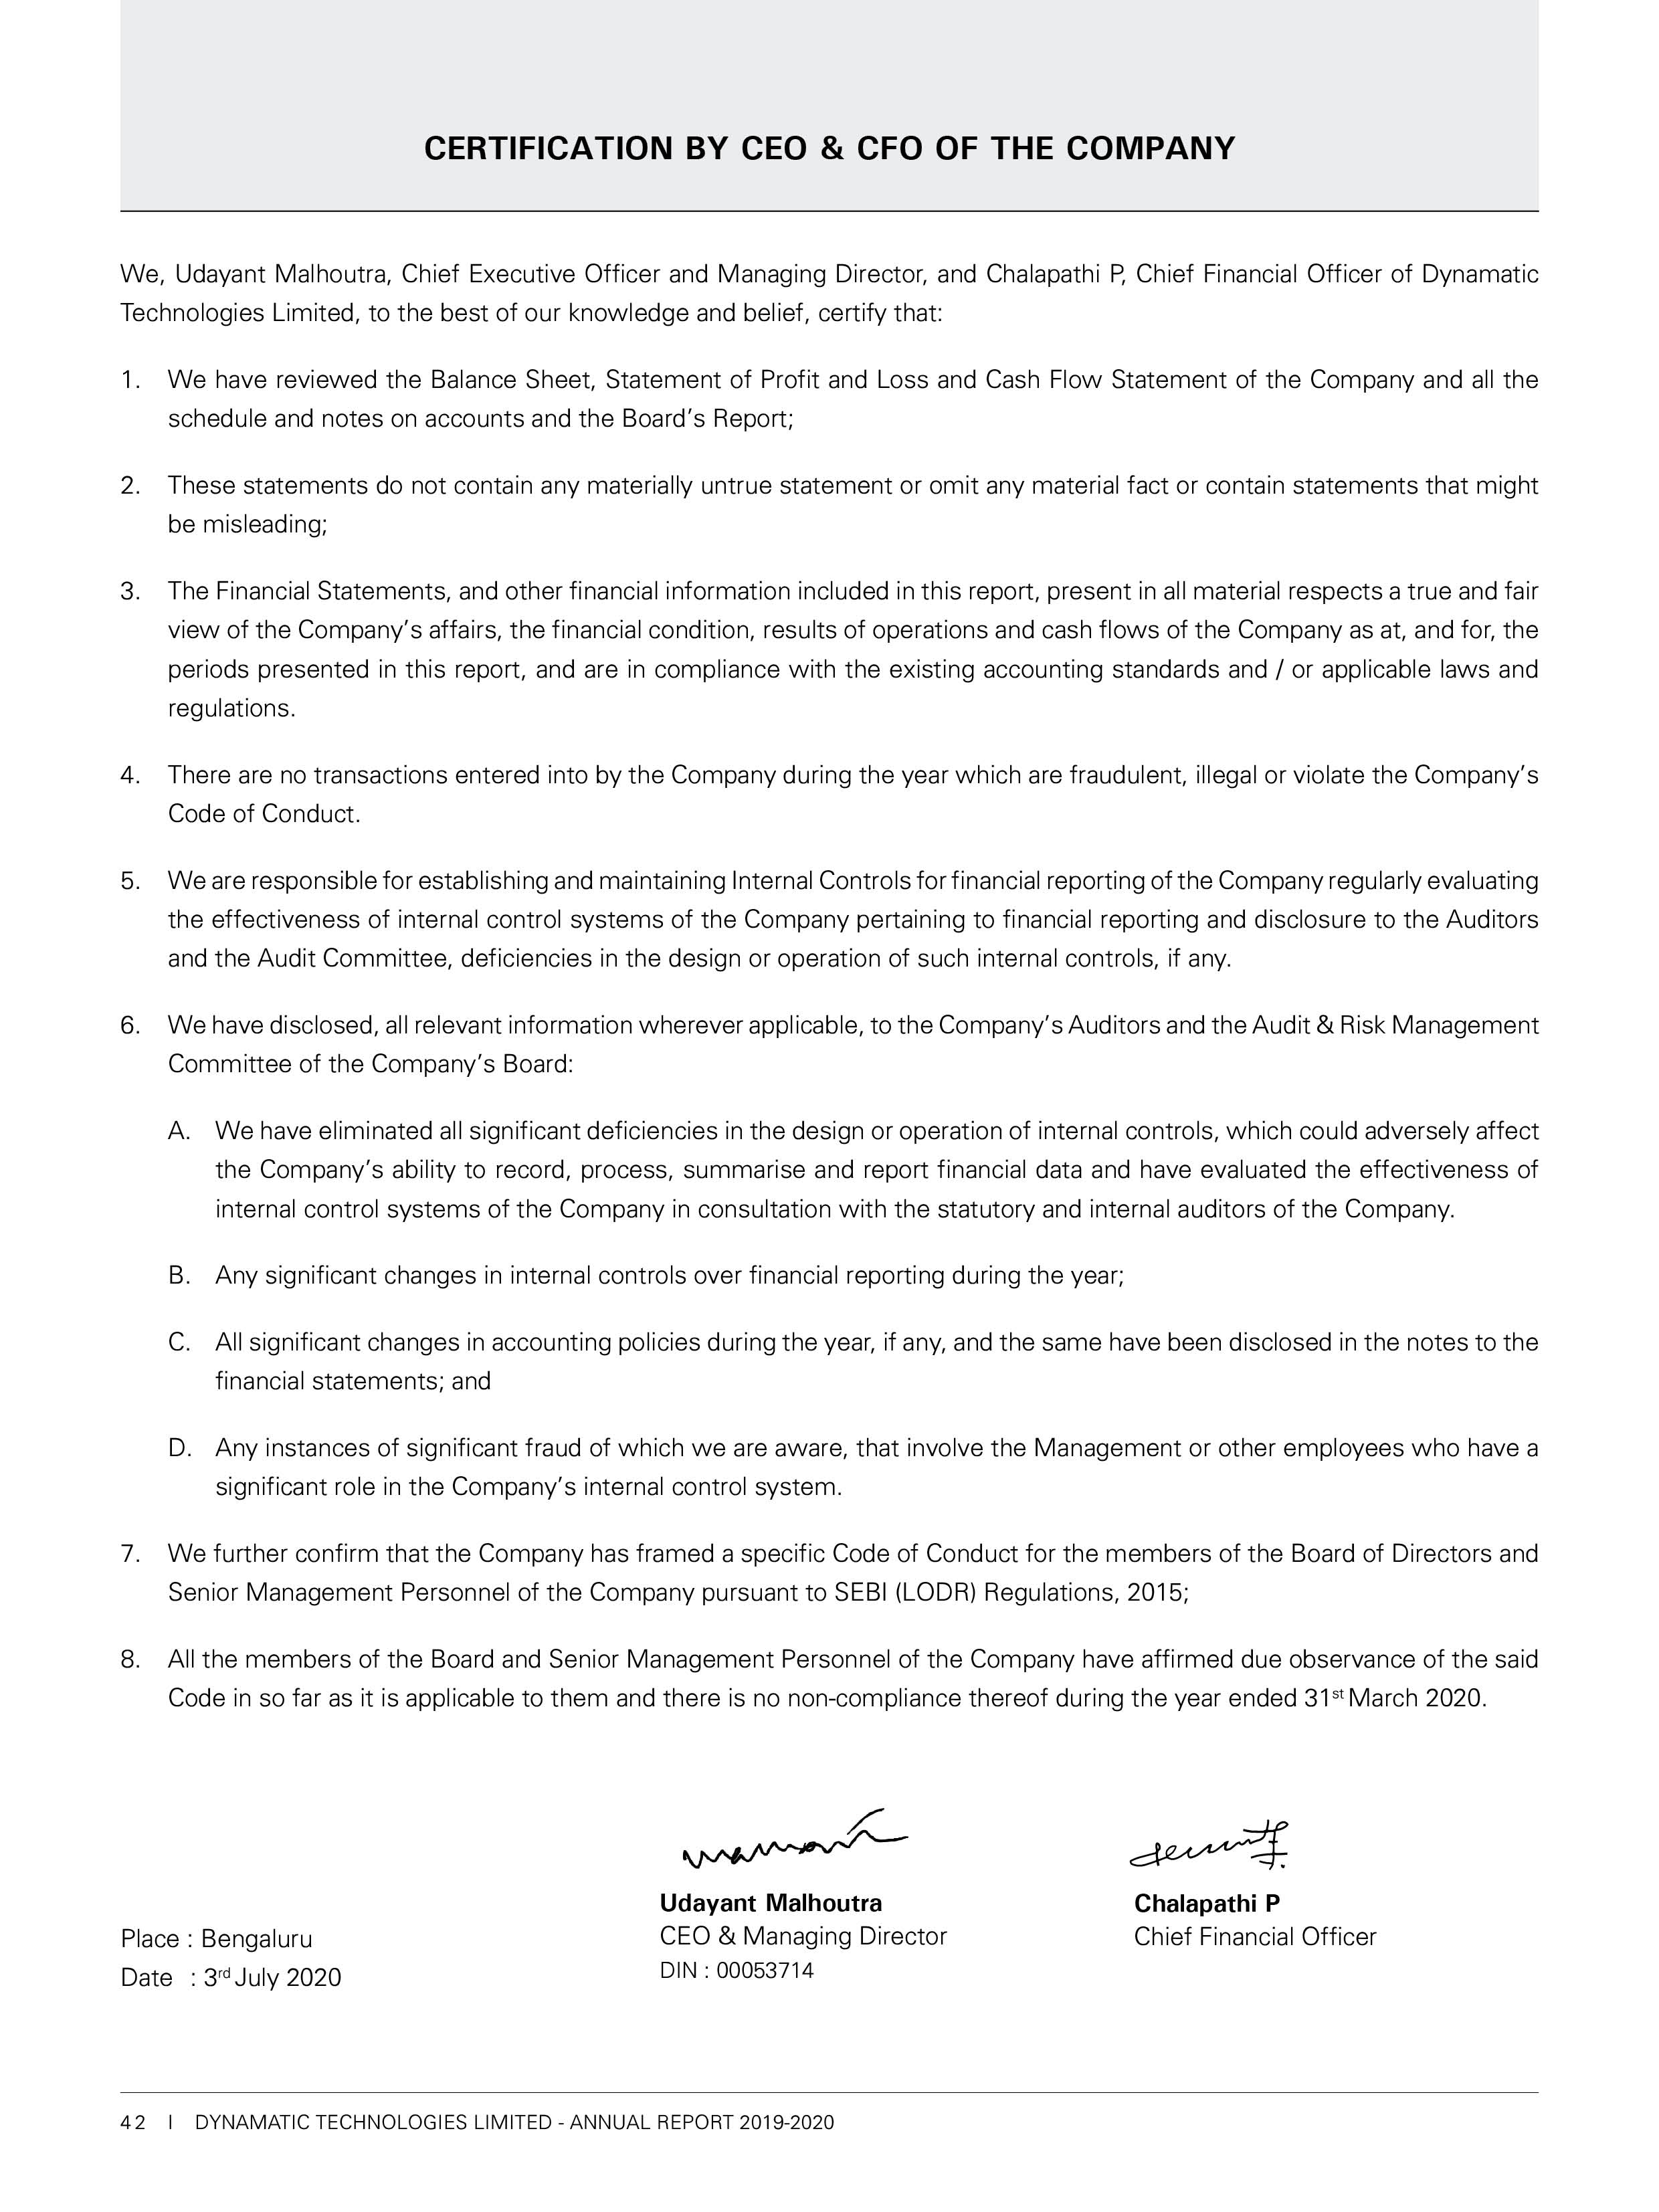 CERTIFICATION BY CEO & CFO OF THE COMPANY
We, Udayant Malhoutra, Chief Executive Officer and Managing Director, and Chalapathi P, Chief Financial Officer of Dynamatic
Technologies Limited, to the best of our knowledge and belief, certify that:
1. We have reviewed the Balance Sheet, Statement of Profit and Loss and Cash Flow Statement of the Company and all the
schedule and notes on accounts and the Board’s Report;
2. These statements do not contain any materially untrue statement or omit any material fact or contain statements that might
be misleading;
3. The Financial Statements, and other financial information included in this report, present in all material respects a true and fair
view of the Company’s affairs, the financial condition, results of operations and cash flows of the Company as at, and for, the
periods presented in this report, and are in compliance with the existing accounting standards and / or applicable laws and
regulations.
4. There are no transactions entered into by the Company during the year which are fraudulent, illegal or violate the Company’s
Code of Conduct.
5. We are responsible for establishing and maintaining Internal Controls for financial reporting of the Company regularly evaluating
the effectiveness of internal control systems of the Company pertaining to financial reporting and disclosure to the Auditors
and the Audit Committee, deficiencies in the design or operation of such internal controls, if any.
6. We have disclosed, all relevant information wherever applicable, to the Company’s Auditors and the Audit & Risk Management
Committee of the Company’s Board:
A. We have eliminated all significant deficiencies in the design or operation of internal controls, which could adversely affect
the Company’s ability to record, process, summarise and report financial data and have evaluated the effectiveness of
internal control systems of the Company in consultation with the statutory and internal auditors of the Company.
B. Any significant changes in internal controls over financial reporting during the year;
C. All significant changes in accounting policies during the year, if any, and the same have been disclosed in the notes to the
financial statements; and
D. Any instances of significant fraud of which we are aware, that involve the Management or other employees who have a
significant role in the Company’s internal control system.
7. We further confirm that the Company has framed a specific Code of Conduct for the members of the Board of Directors and
Senior Management Personnel of the Company pursuant to SEBI (LODR) Regulations, 2015;
8. All the members of the Board and Senior Management Personnel of the Company have affirmed due observance of the said
Code in so far as it is applicable to them and there is no non-compliance thereof during the year ended 31st March 2020.
Udayant Malhoutra
CEO & Managing Director
DIN : 00053714
Chalapathi P
Chief Financial Officer
Place : Bengaluru
Date : 3rd July 2020
42 I DYNAMATIC TECHNOLOGIES LIMITED - ANNUAL REPORT 2019-2020